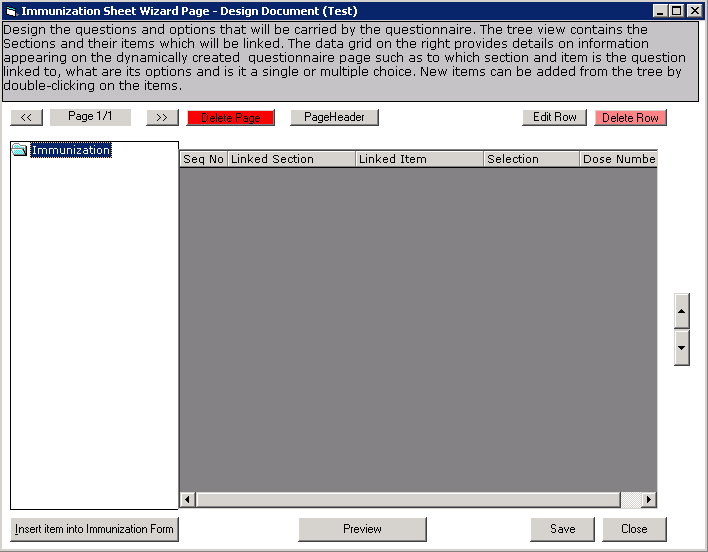 Immunization Sheet Wizard Page - Design Document (Test)
Design the questions and options that will be carried by the questionnaire. The tree view contains the
Sections and their items which will be linked. The data grid on the right provides details on information
appearing on the dynamically created  questionnaire page such as to which section and item is the question
linked to, what are its options and is it a single or multiple choice. New items can be added from the tree by
double-clicking on the items.
<< Page 1/1 >> Delete Page PageHeader Edit Row Delete Row
Immunization
Seq No Linked Section Linked Item Selection Dose Numbe
Insert item into Immunization Form Preview Save Close